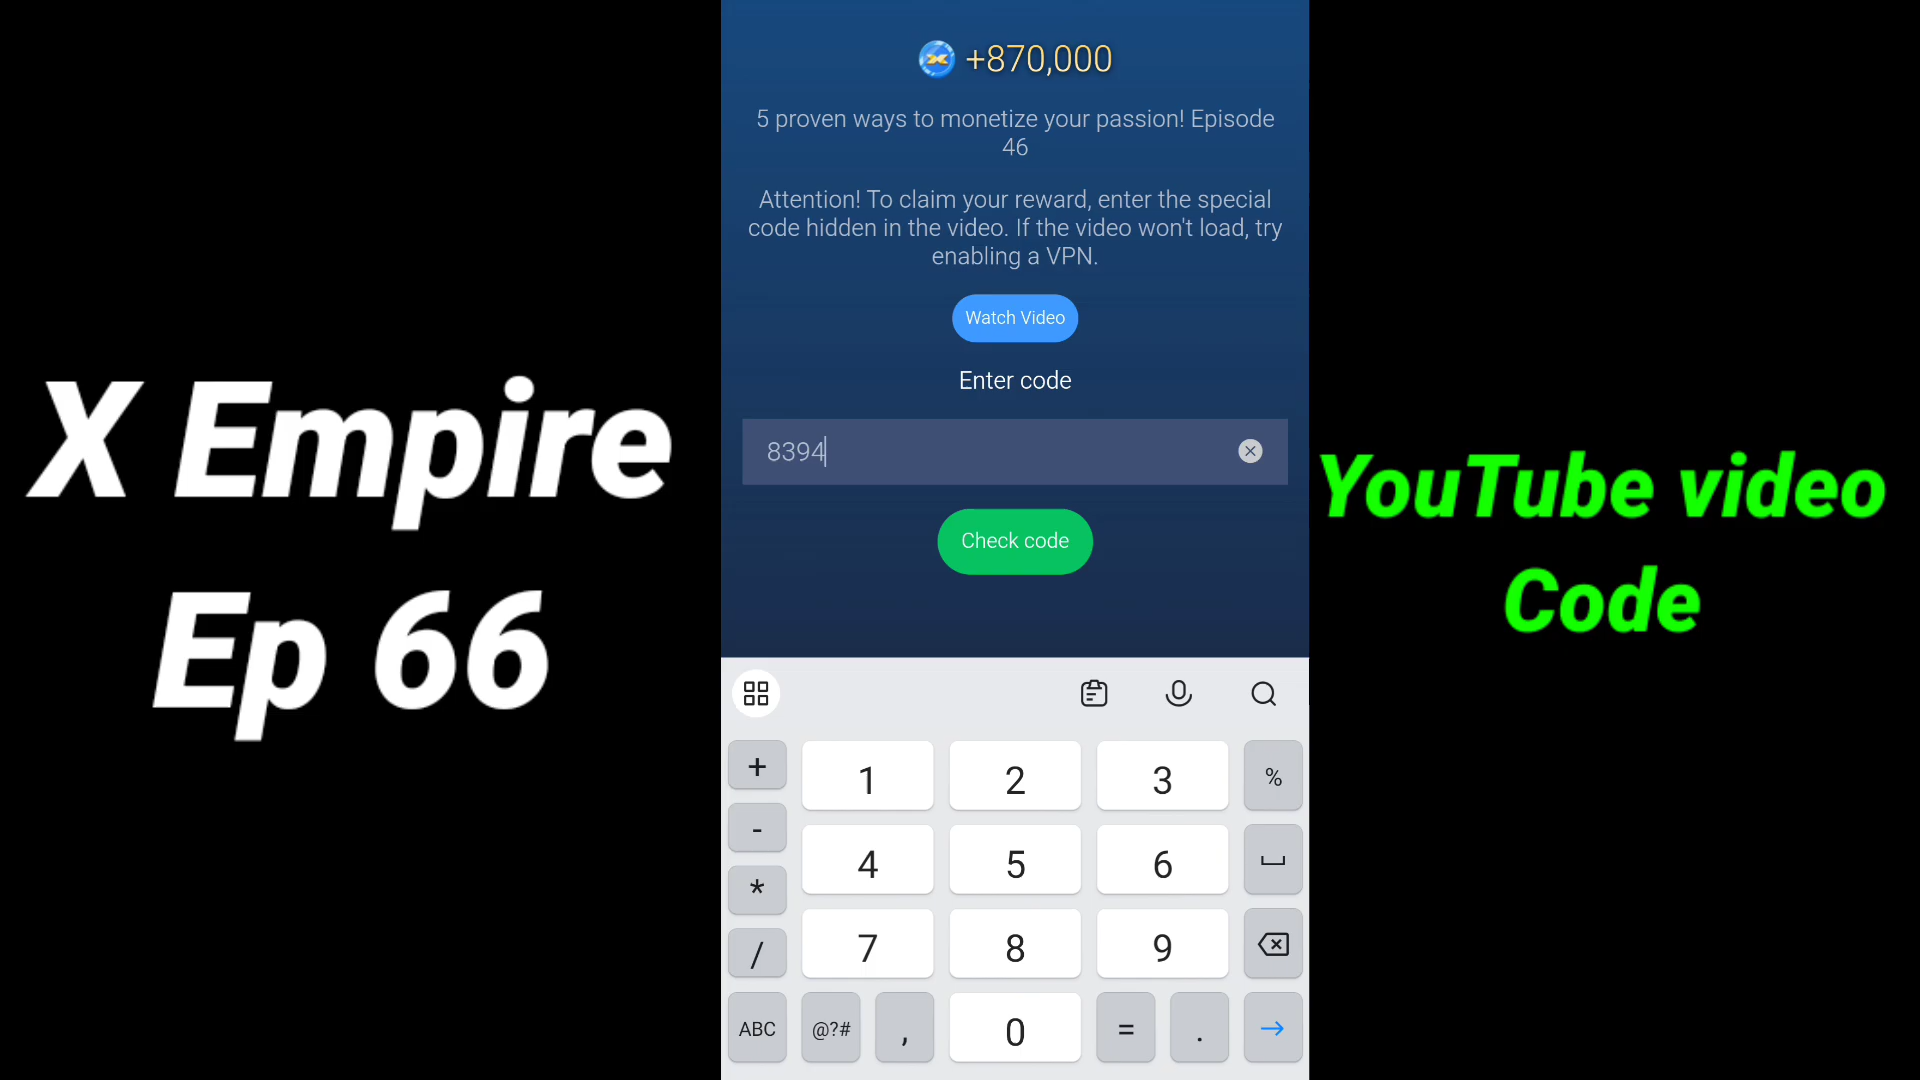 +870,000
5 proven ways to monetize your passion! Episode
46
Attention! To claim your reward, enter the special
code hidden in the video. If the video won't load, try
enabling a VPN.
Watch Video
Enter code
8394
Check code
X Empire
Ep 66
YouTube video
Code
+ 1 2 3 %
- 4 5 6
* 7 8 9
/
ABC @?# , 0 = . →